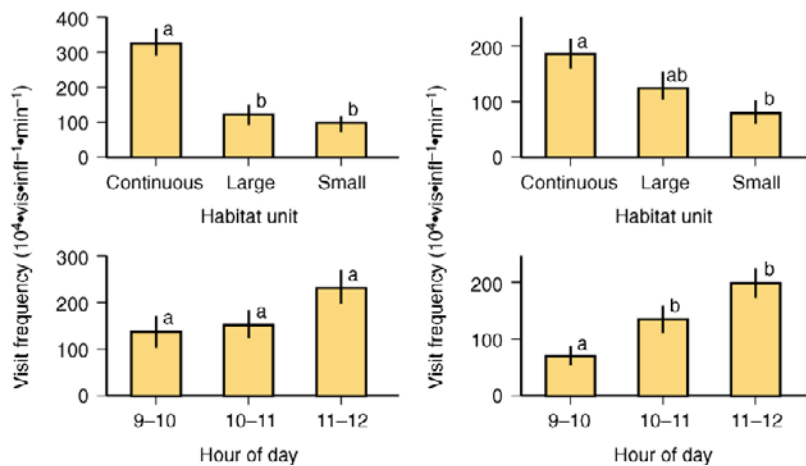 Visit frequency (10⁴•vis•infl⁻¹•min⁻¹)
400
300
200
100
0
a
b
b
Continuous Large Small
Habitat unit
Visit frequency (10⁴•vis•infl⁻¹•min⁻¹)
200
100
0
a
ab
b
Continuous Large Small
Habitat unit
300
200
100
0
a
a
a
9–10 10–11 11–12
Hour of day
200
100
0
a
b
b
9–10 10–11 11–12
Hour of day